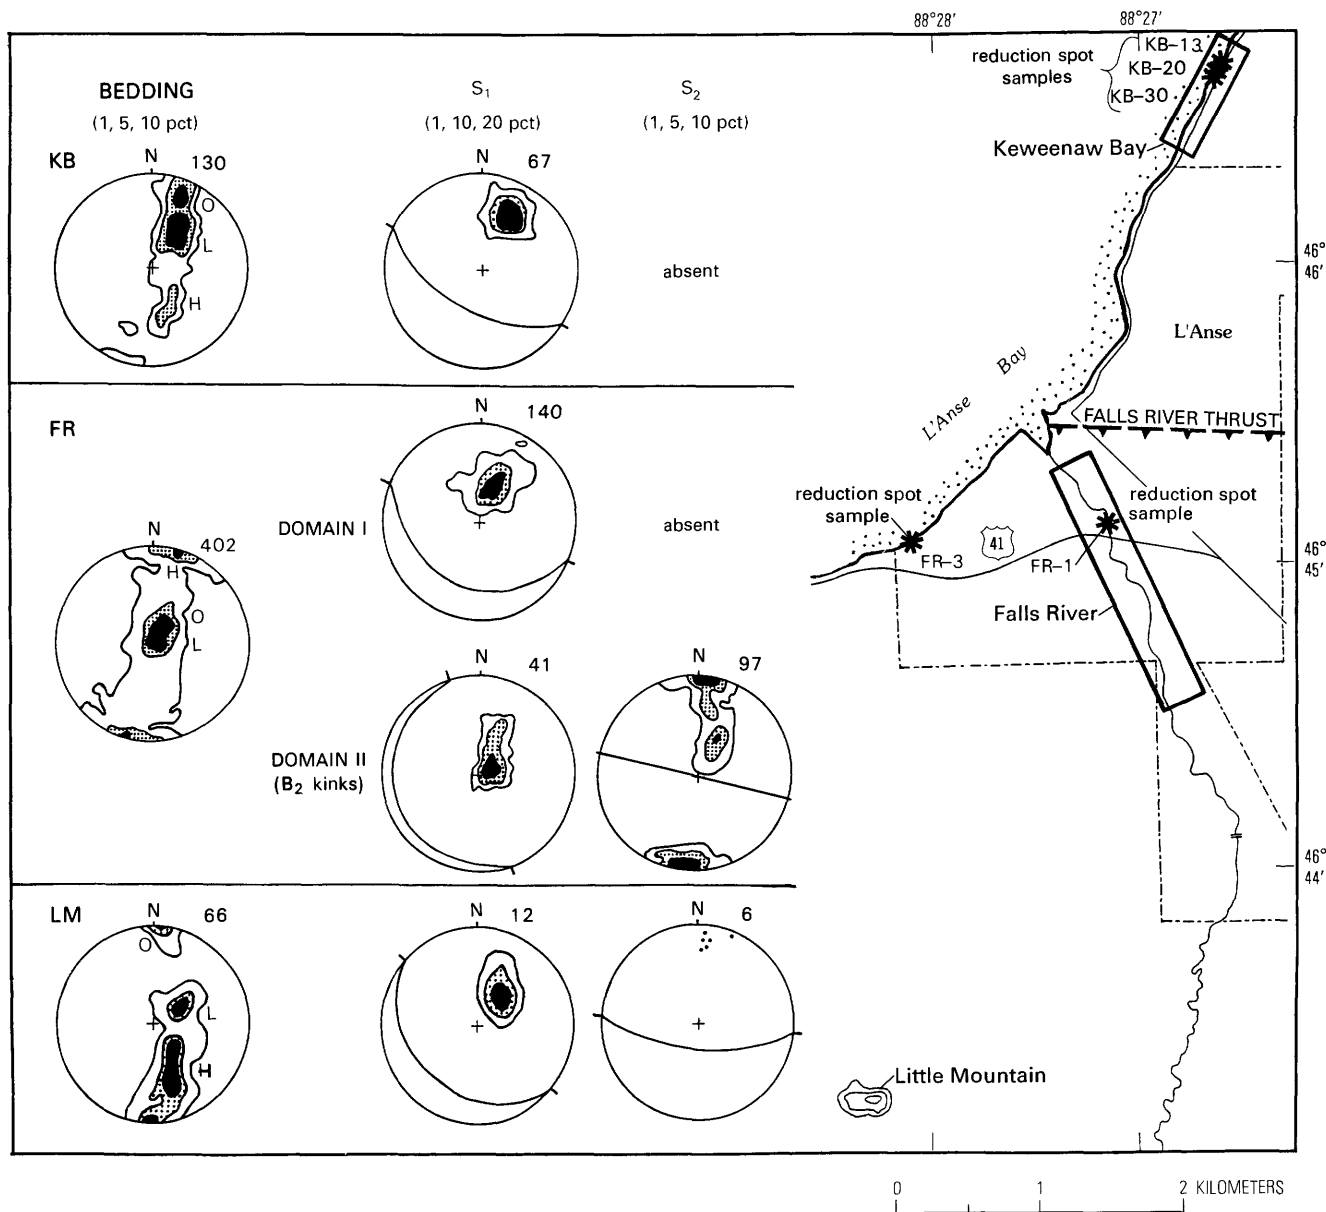 88°28′
88°27′
BEDDING
(1, 5, 10 pct)
S1
(1, 10, 20 pct)
S2
(1, 5, 10 pct)
KB
N
130
O
L
H
N
67
absent
FR
N
402
H
O
L
DOMAIN I
N
140
absent
DOMAIN II
(B2 kinks)
N
41
N
97
LM
N
66
O
L
H
N
12
N
6
reduction spot
samples
KB–13
KB–20
KB–30
Keweenaw Bay
46°
46′
L'Anse
L'Anse Bay
FALLS RIVER THRUST
reduction spot
sample
reduction spot
sample
41
FR–3
FR–1
46°
45′
Falls River
46°
44′
Little Mountain
0 1 2 KILOMETERS